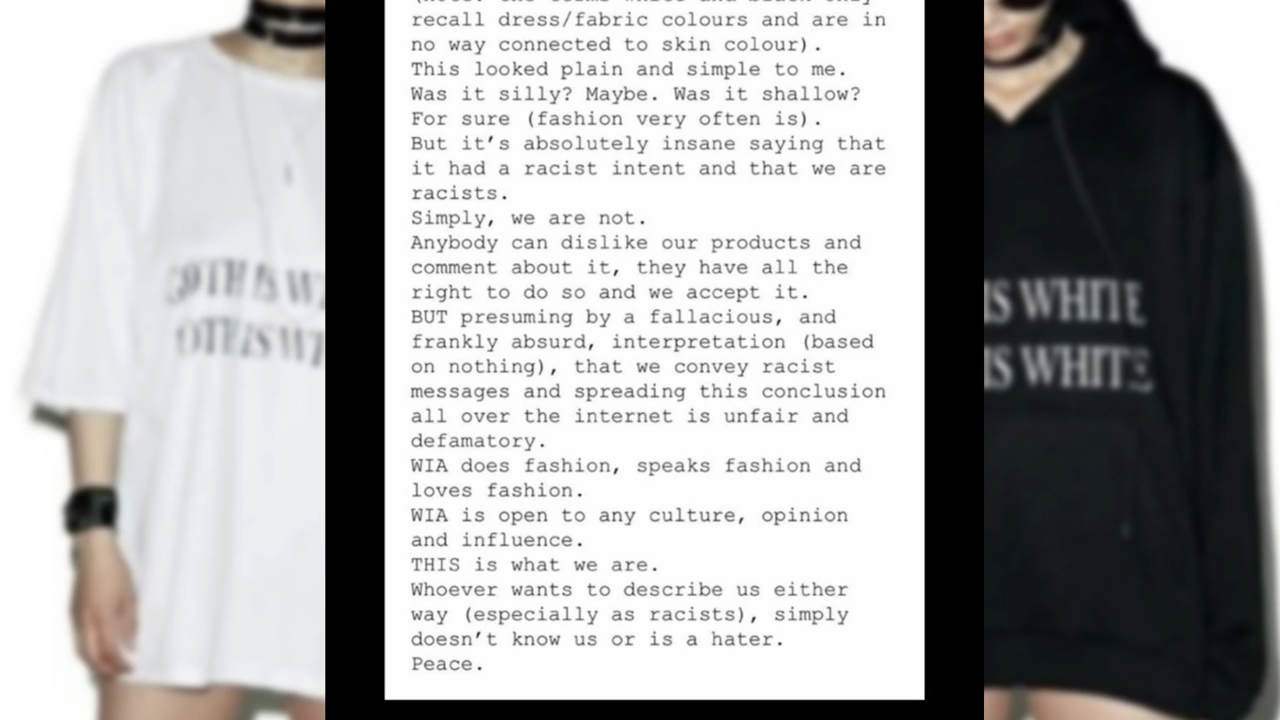 recall dress/fabric colours and are in
no way connected to skin colour).
This looked plain and simple to me.
Was it silly? Maybe. Was it shallow?
For sure (fashion very often is).
But it’s absolutely insane saying that
it had a racist intent and that we are
racists.
Simply, we are not.
Anybody can dislike our products and
comment about it, they have all the
right to do so and we accept it.
BUT presuming by a fallacious, and
frankly absurd, interpretation (based
on nothing), that we convey racist
messages and spreading this conclusion
all over the internet is unfair and
defamatory.
WIA does fashion, speaks fashion and
loves fashion.
WIA is open to any culture, opinion
and influence.
THIS is what we are.
Whoever wants to describe us either
way (especially as racists), simply
doesn’t know us or is a hater.
Peace.
IS WHITE
IS WHITE